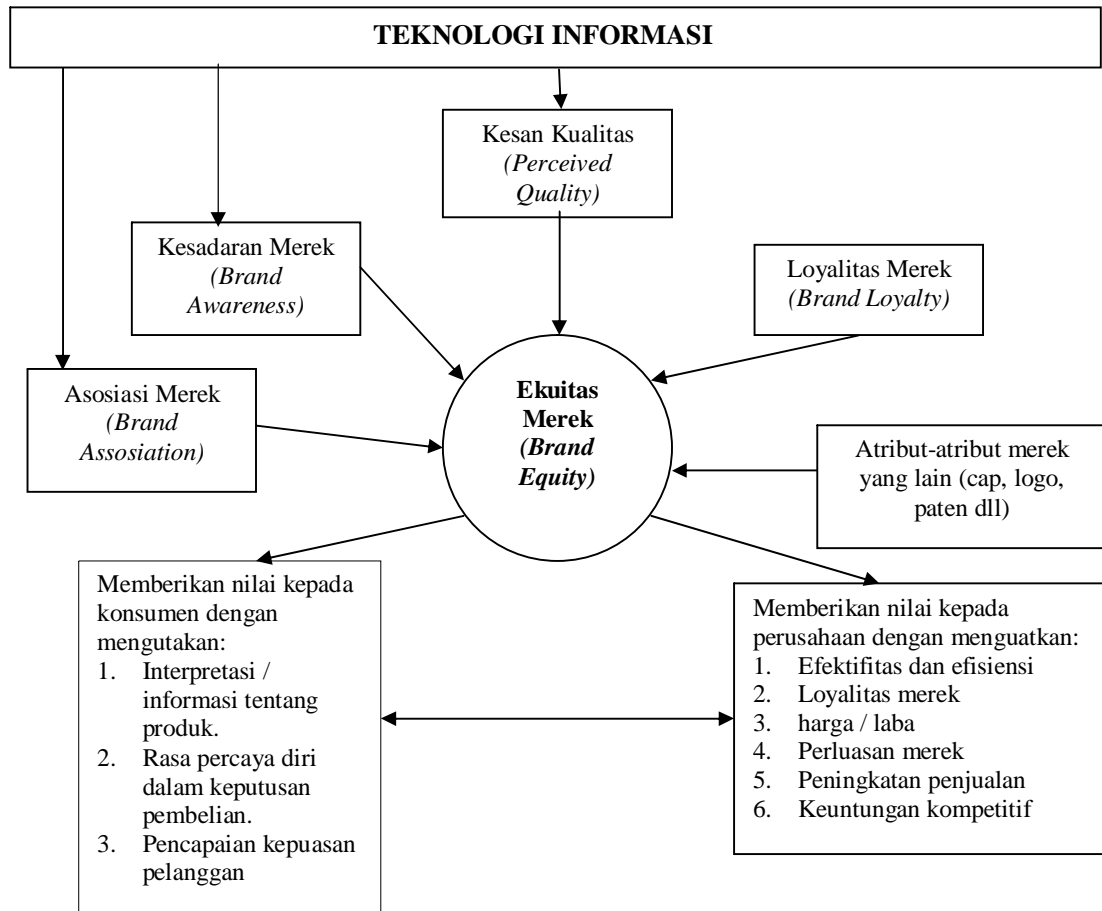 TEKNOLOGI INFORMASI
Kesan Kualitas
(Perceived
Quality)
Kesadaran Merek
(Brand
Awareness)
Loyalitas Merek
(Brand Loyalty)
Asosiasi Merek
(Brand
Assosiation)
Ekuitas
Merek
(Brand
Equity)
Atribut-atribut merek
yang lain (cap, logo,
paten dll)
Memberikan nilai kepada
konsumen dengan
mengutakan:
1. Interpretasi /
informasi tentang
produk.
2. Rasa percaya diri
dalam keputusan
pembelian.
3. Pencapaian kepuasan
pelanggan
Memberikan nilai kepada
perusahaan dengan menguatkan:
1. Efektifitas dan efisiensi
2. Loyalitas merek
3. harga / laba
4. Perluasan merek
5. Peningkatan penjualan
6. Keuntungan kompetitif